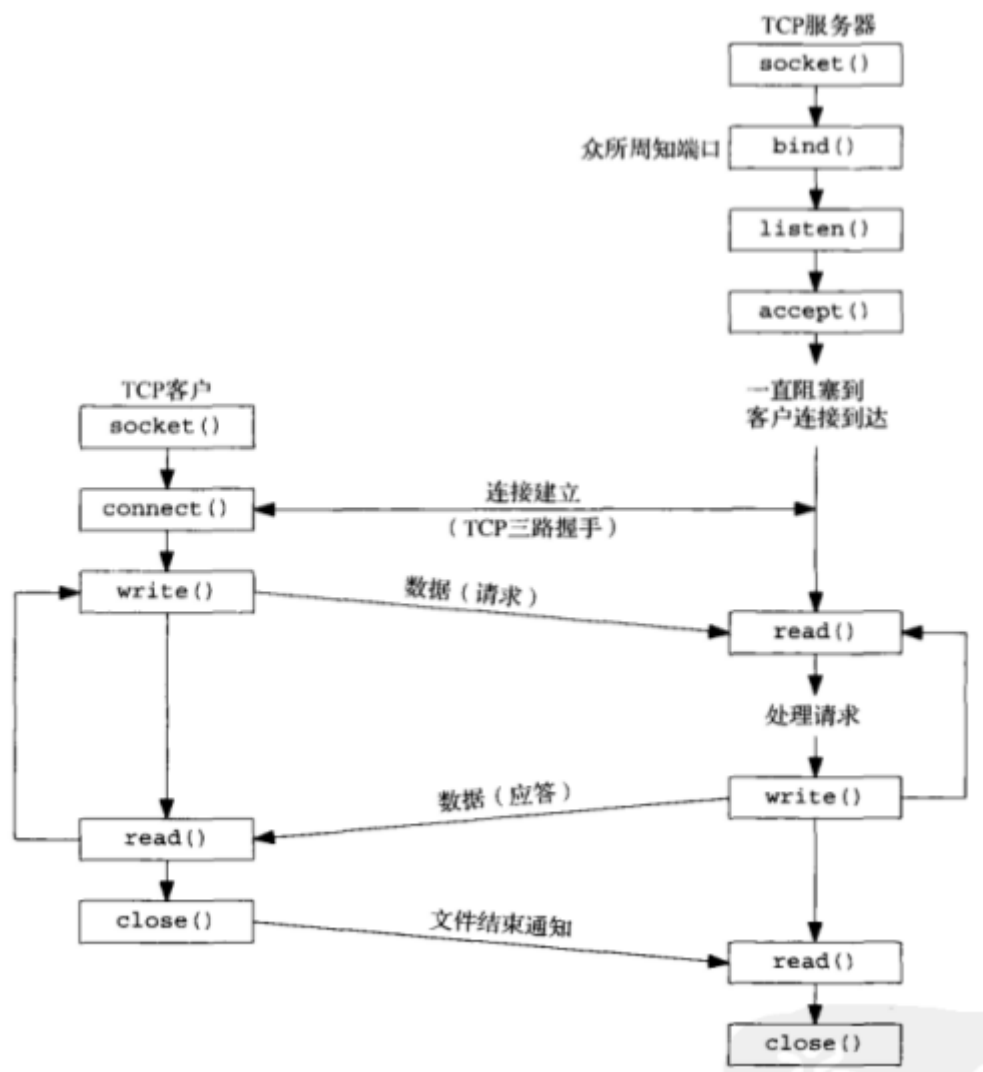 TCP服务器
socket()
众所周知端口
bind()
listen()
accept()
一直阻塞到
客户连接到达
TCP客户
socket()
connect()
连接建立
（TCP三路握手）
write()
数据（请求）
read()
处理请求
数据（应答）
write()
read()
close()
文件结束通知
read()
close()